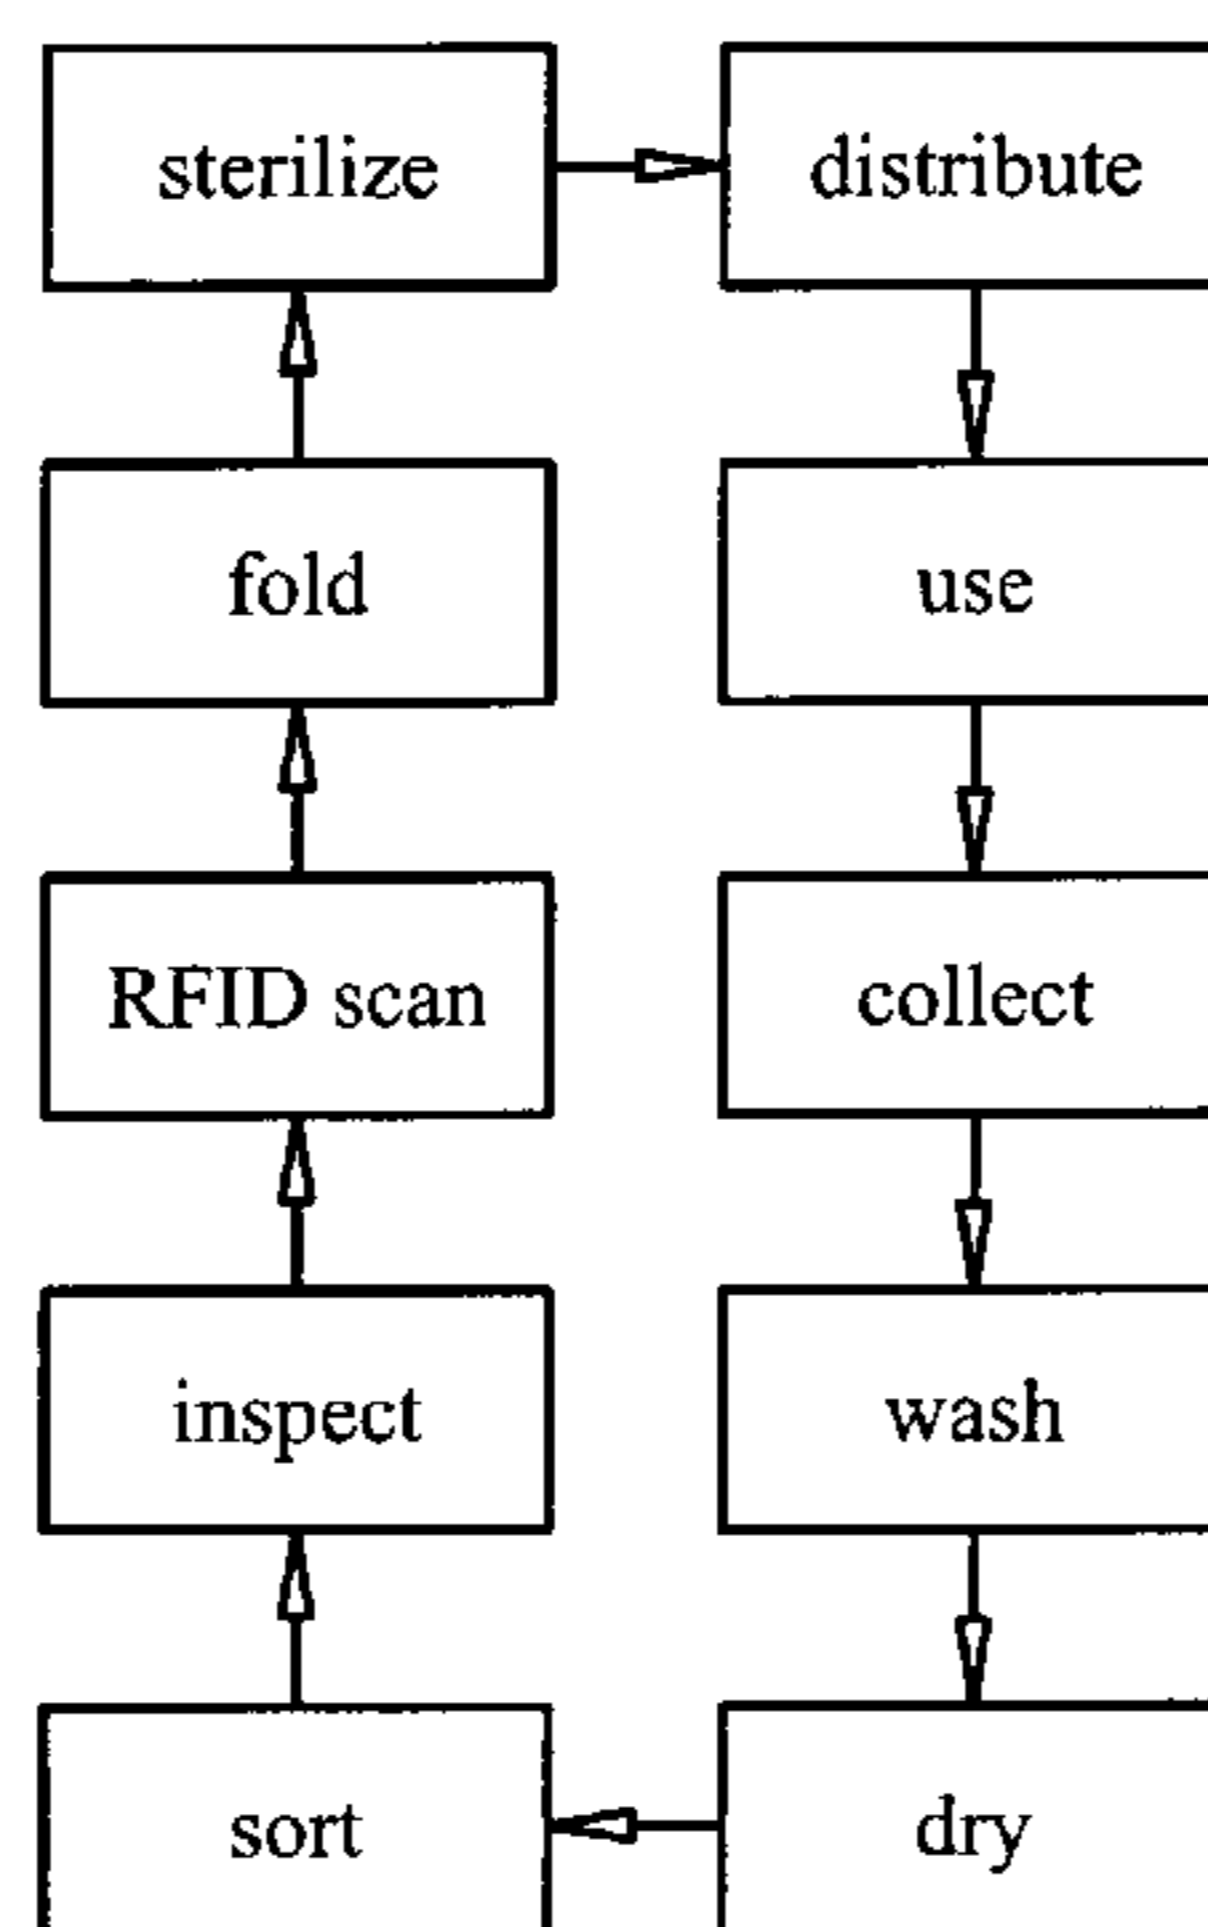 sterilize
distribute
fold
use
RFID scan
collect
inspect
wash
sort
dry